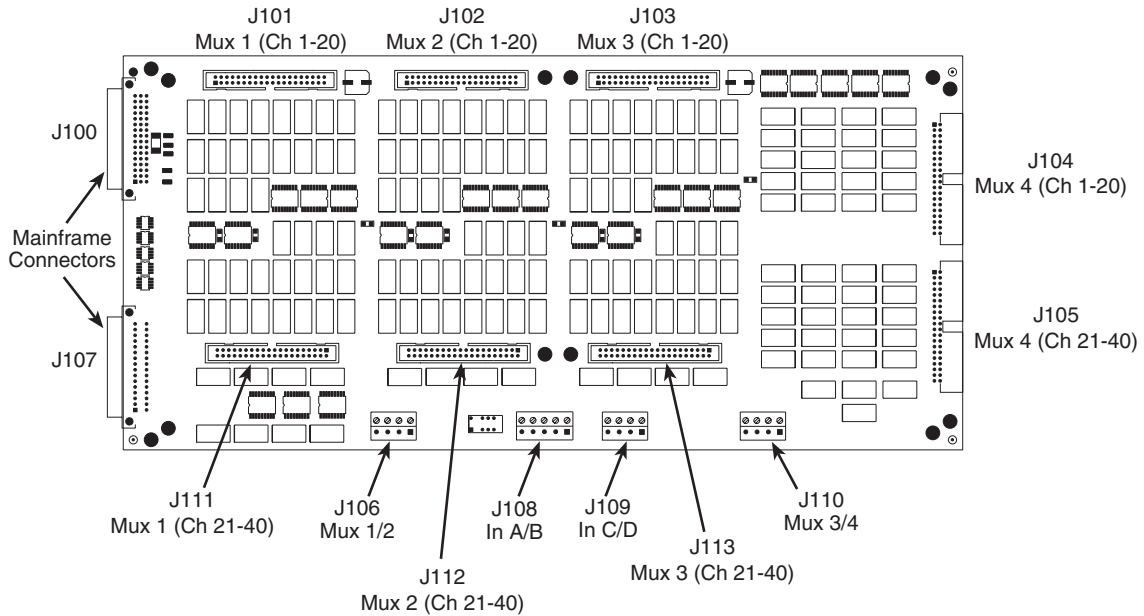 J101
Mux 1 (Ch 1-20)
J102
Mux 2 (Ch 1-20)
J103
Mux 3 (Ch 1-20)
J100
J104
Mux 4 (Ch 1-20)
Mainframe
Connectors
J107
J105
Mux 4 (Ch 21-40)
J111
Mux 1 (Ch 21-40)
J106
Mux 1/2
J108
In A/B
J109
In C/D
J110
Mux 3/4
J112
Mux 2 (Ch 21-40)
J113
Mux 3 (Ch 21-40)